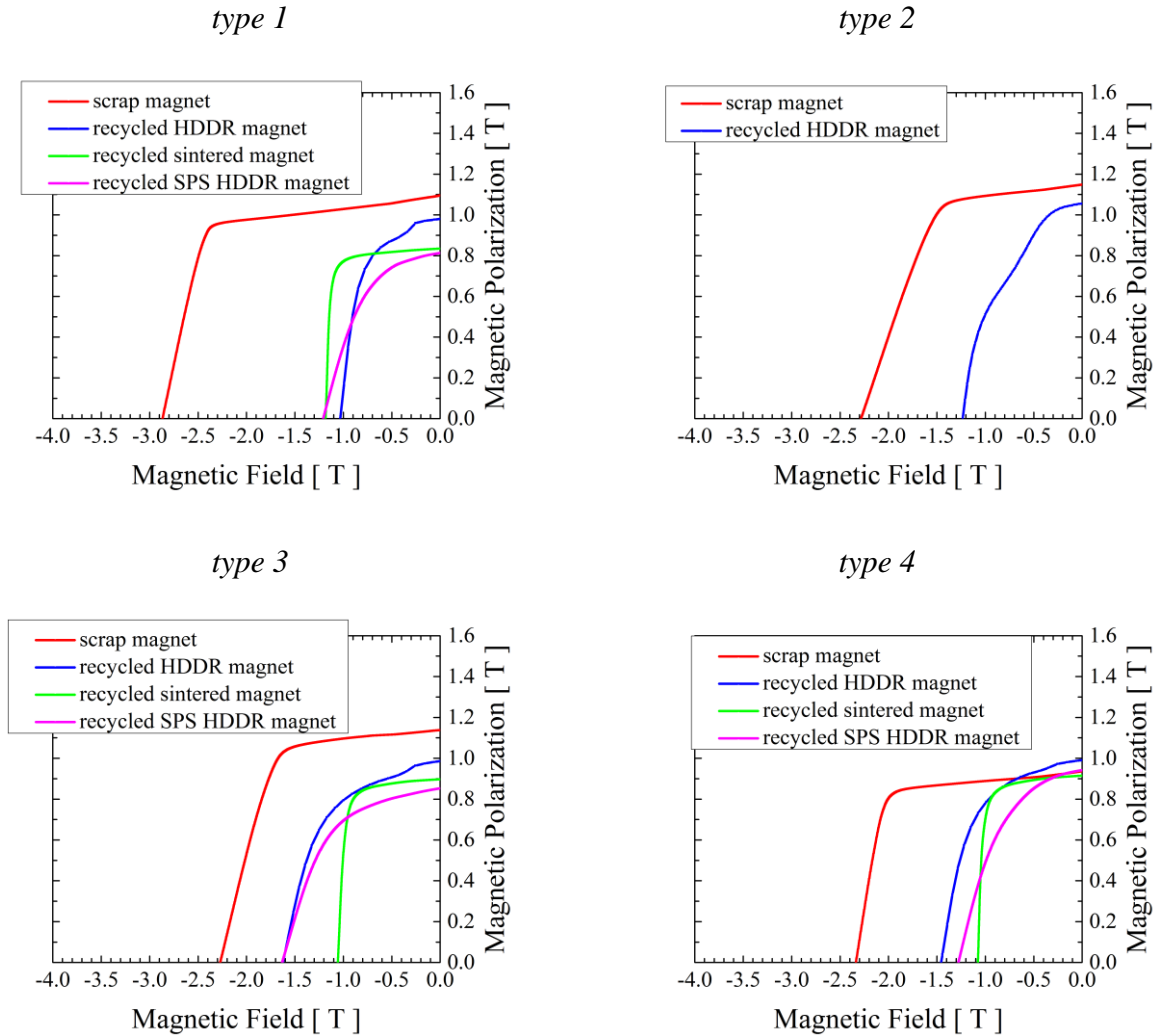 type 1
scrap magnet
recycled HDDR magnet
recycled sintered magnet
recycled SPS HDDR magnet
1.6
1.4
1.2
1.0
0.8
0.6
0.4
0.2
0.0
Magnetic Polarization [ T ]
-4.0 -3.5 -3.0 -2.5 -2.0 -1.5 -1.0 -0.5 0.0
Magnetic Field [ T ]
type 2
scrap magnet
recycled HDDR magnet
1.6
1.4
1.2
1.0
0.8
0.6
0.4
0.2
0.0
Magnetic Polarization [ T ]
-4.0 -3.5 -3.0 -2.5 -2.0 -1.5 -1.0 -0.5 0.0
Magnetic Field [ T ]
type 3
scrap magnet
recycled HDDR magnet
recycled sintered magnet
recycled SPS HDDR magnet
1.6
1.4
1.2
1.0
0.8
0.6
0.4
0.2
0.0
Magnetic Polarization [ T ]
-4.0 -3.5 -3.0 -2.5 -2.0 -1.5 -1.0 -0.5 0.0
Magnetic Field [ T ]
type 4
scrap magnet
recycled HDDR magnet
recycled sintered magnet
recycled SPS HDDR magnet
1.6
1.4
1.2
1.0
0.8
0.6
0.4
0.2
0.0
Magnetic Polarization [ T ]
-4.0 -3.5 -3.0 -2.5 -2.0 -1.5 -1.0 -0.5 0.0
Magnetic Field [ T ]